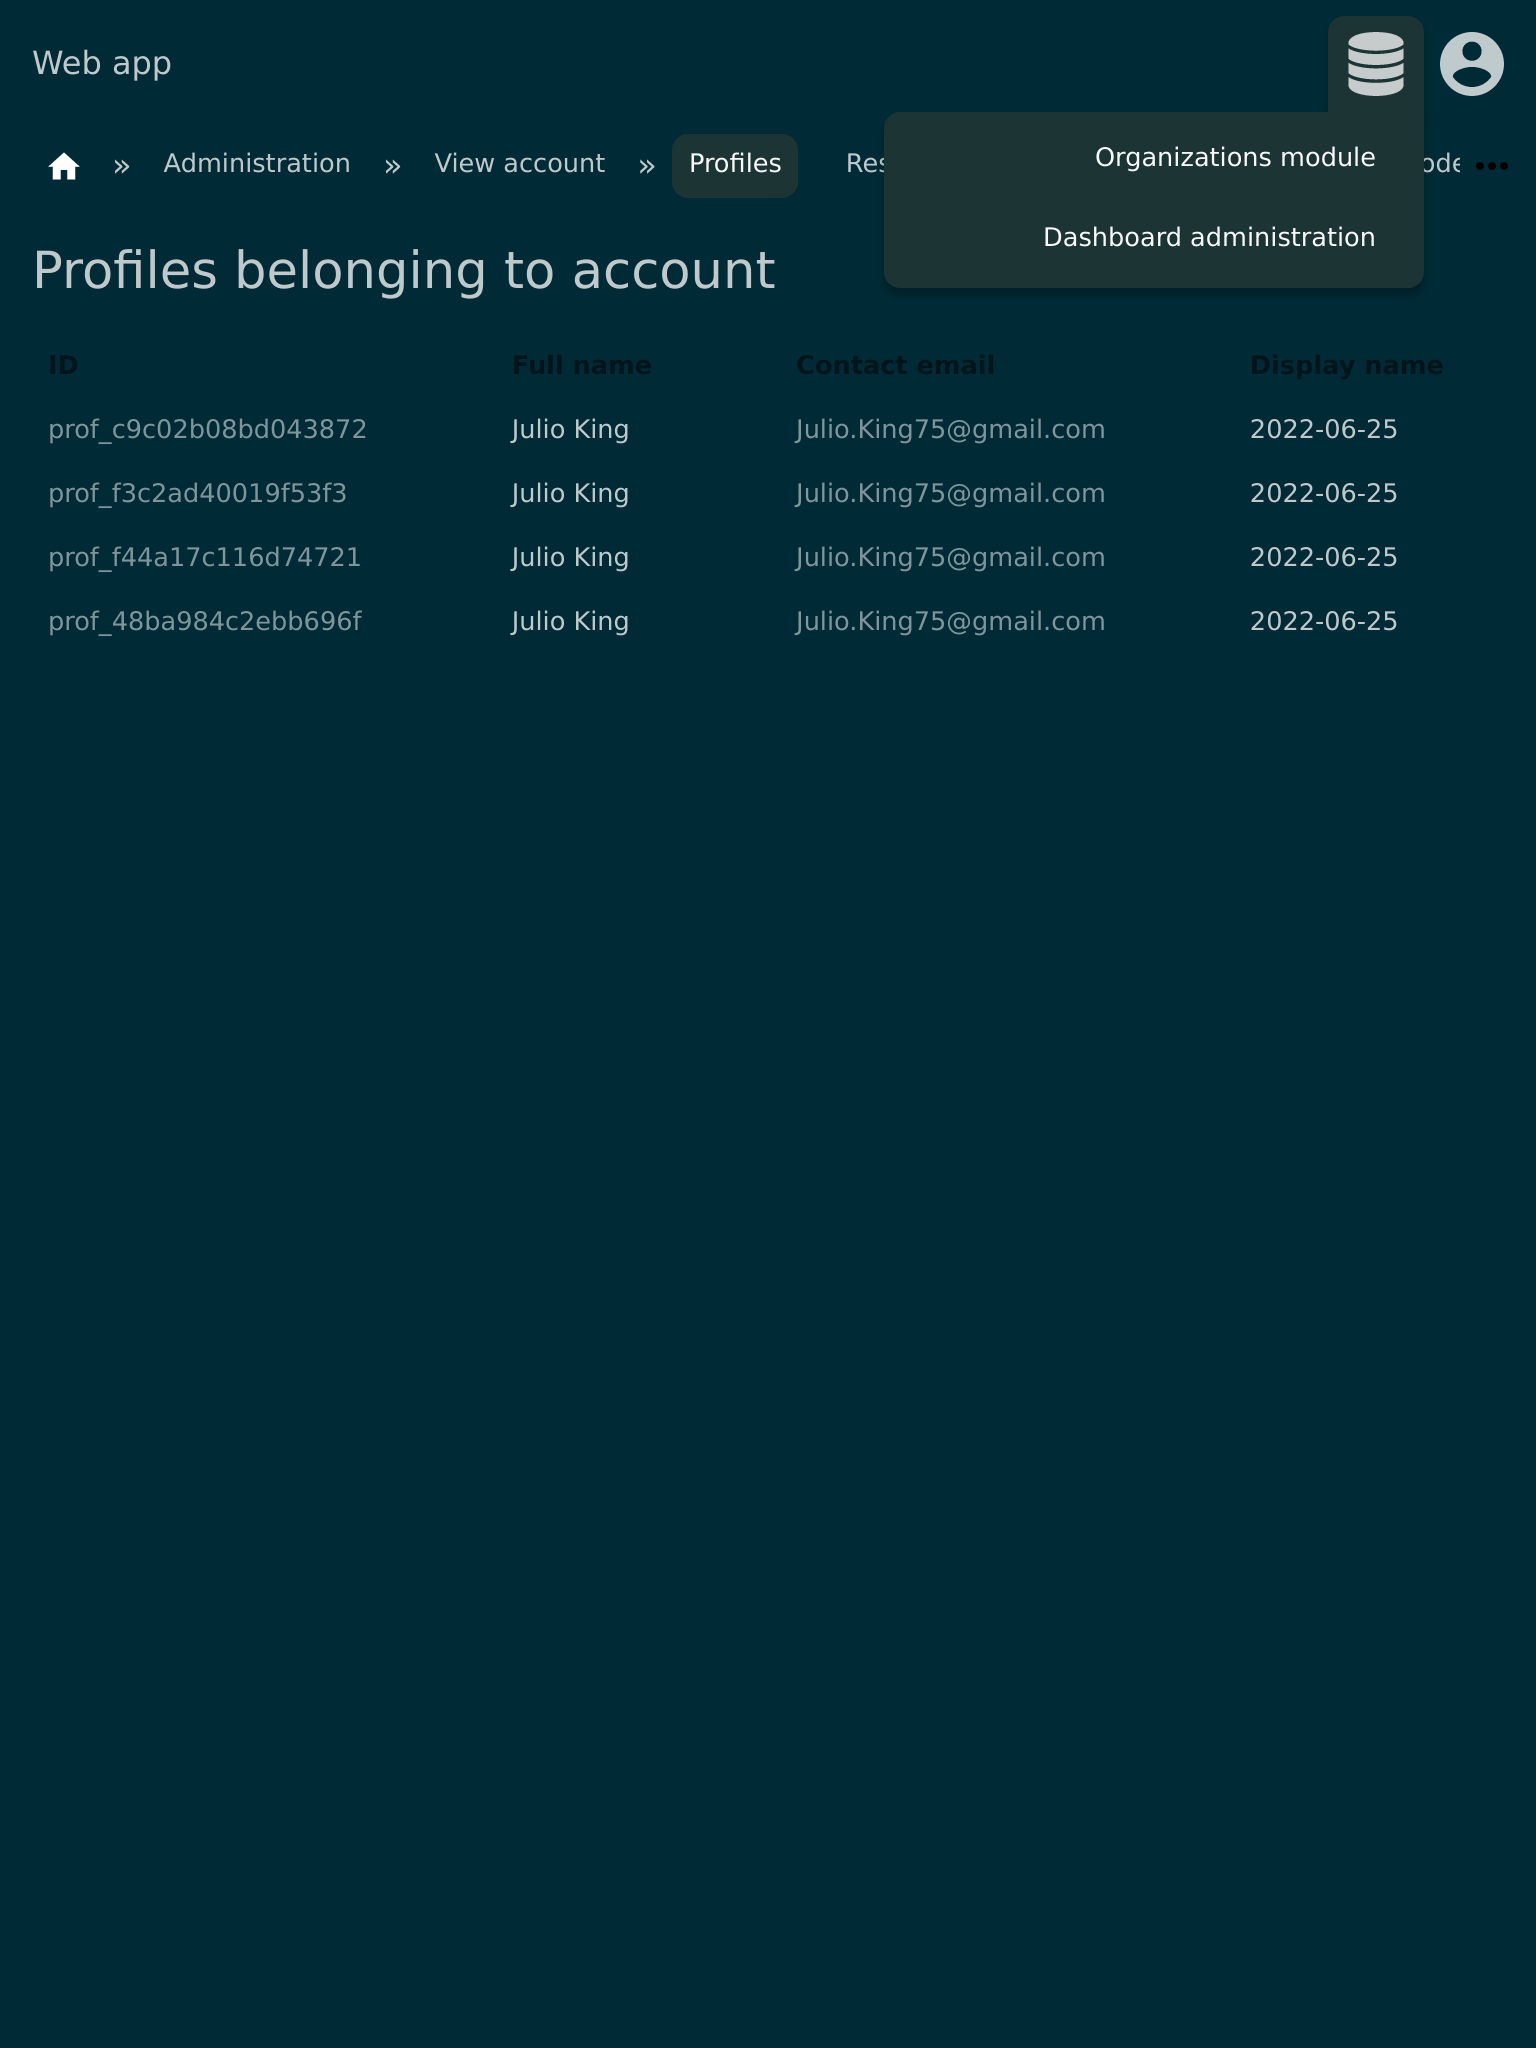 Web app
Organizations module
Dashboard administration
» Administration » View account » Profiles
Profiles belonging to account
ID Full name Contact email Display name
prof_c9c02b08bd043872 Julio King Julio.King75@gmail.com 2022-06-25
prof_f3c2ad40019f53f3 Julio King Julio.King75@gmail.com 2022-06-25
prof_f44a17c116d74721 Julio King Julio.King75@gmail.com 2022-06-25
prof_48ba984c2ebb696f Julio King Julio.King75@gmail.com 2022-06-25